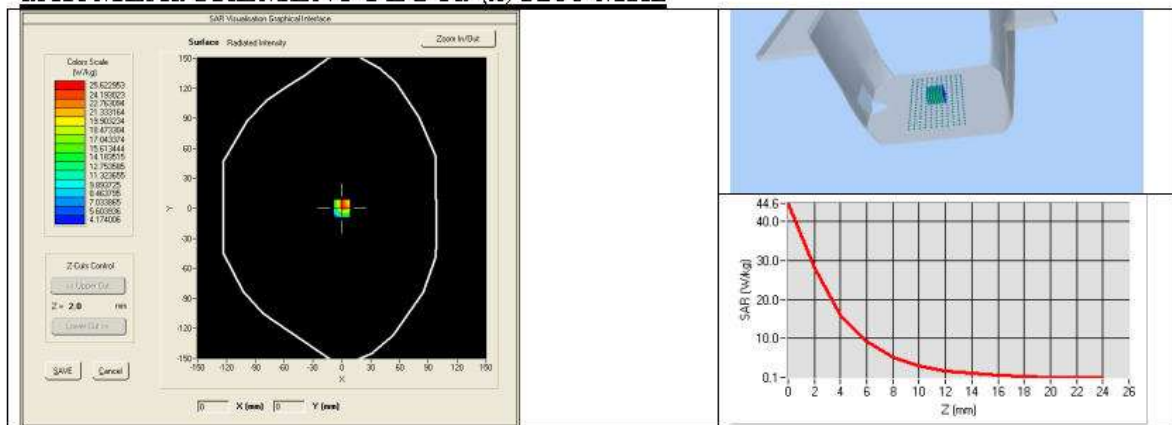 SAR Visualisation Graphical Interface
Surface Radiated Intensity
Zoom In/Out
Colors Scale
(W/kg)
25.622953
24.193023
22.763094
21.333164
19.903234
18.473304
17.043374
15.613444
14.183515
12.753585
11.323655
9.893725
8.463795
7.033865
5.603936
4.174006
150
120
90
60
30
0
-30
-60
-90
-120
-150
Y
-150 -120 -90 -60 -30 0 30 60 90 120 150
X
Z-Cuts Control
<< Upper Cut
Z = 2.0 mm
Lower Cut >>
SAVE Cancel
0 X (mm) 0 Y (mm)
44.6
40.0
30.0
20.0
10.0
0.1
SAR (W/kg)
0 2 4 6 8 10 12 14 16 18 20 22 24 26
Z (mm)